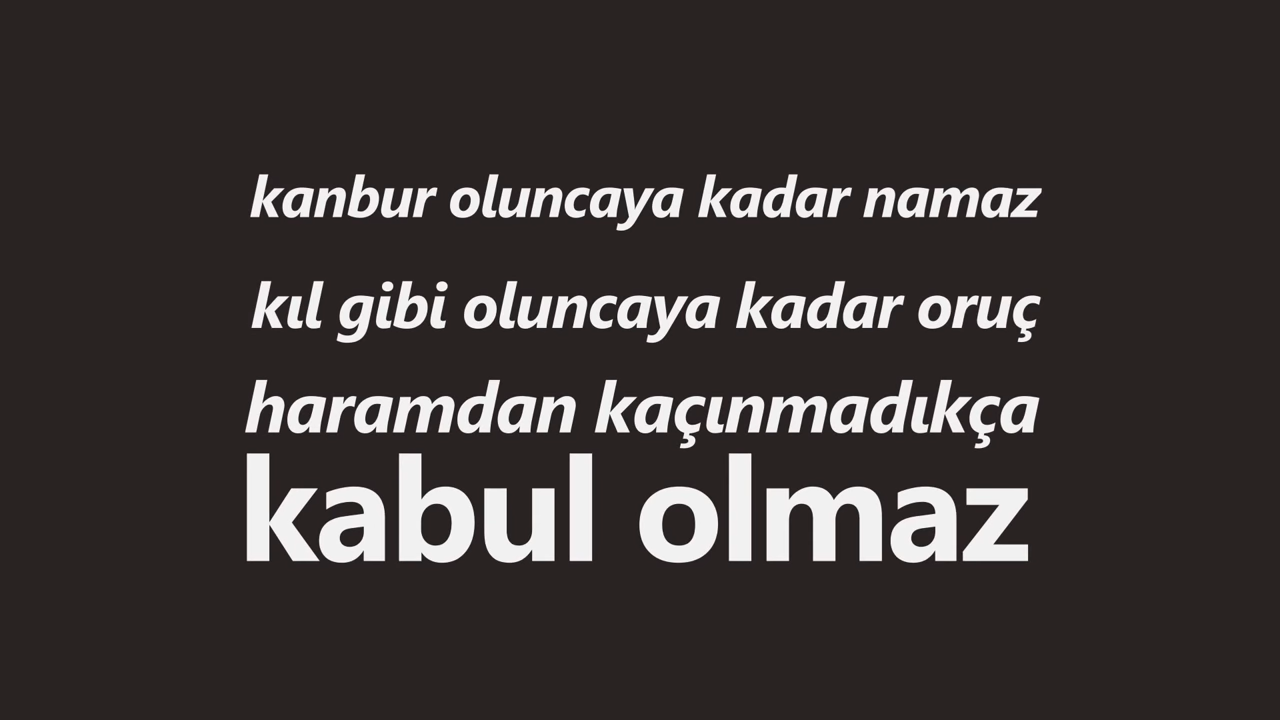 kanbur oluncaya kadar namaz
kıl gibi oluncaya kadar oruç
haramdan kaçınmadıkça
kabul olmaz